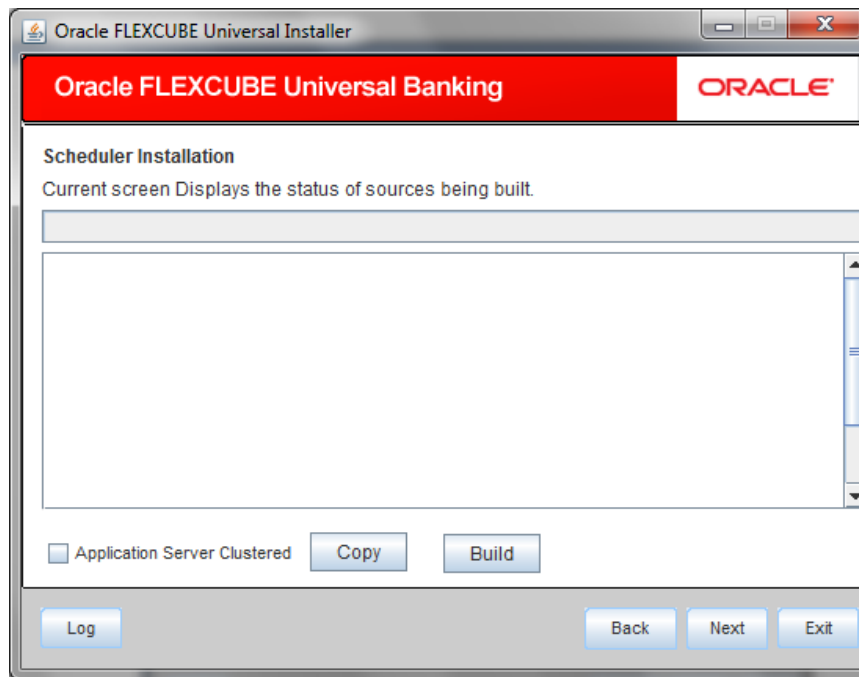 Oracle FLEXCUBE Universal Installer
Oracle FLEXCUBE Universal Banking
ORACLE
Scheduler Installation
Current screen Displays the status of sources being built.
Application Server Clustered Copy Build
Log Back Next Exit